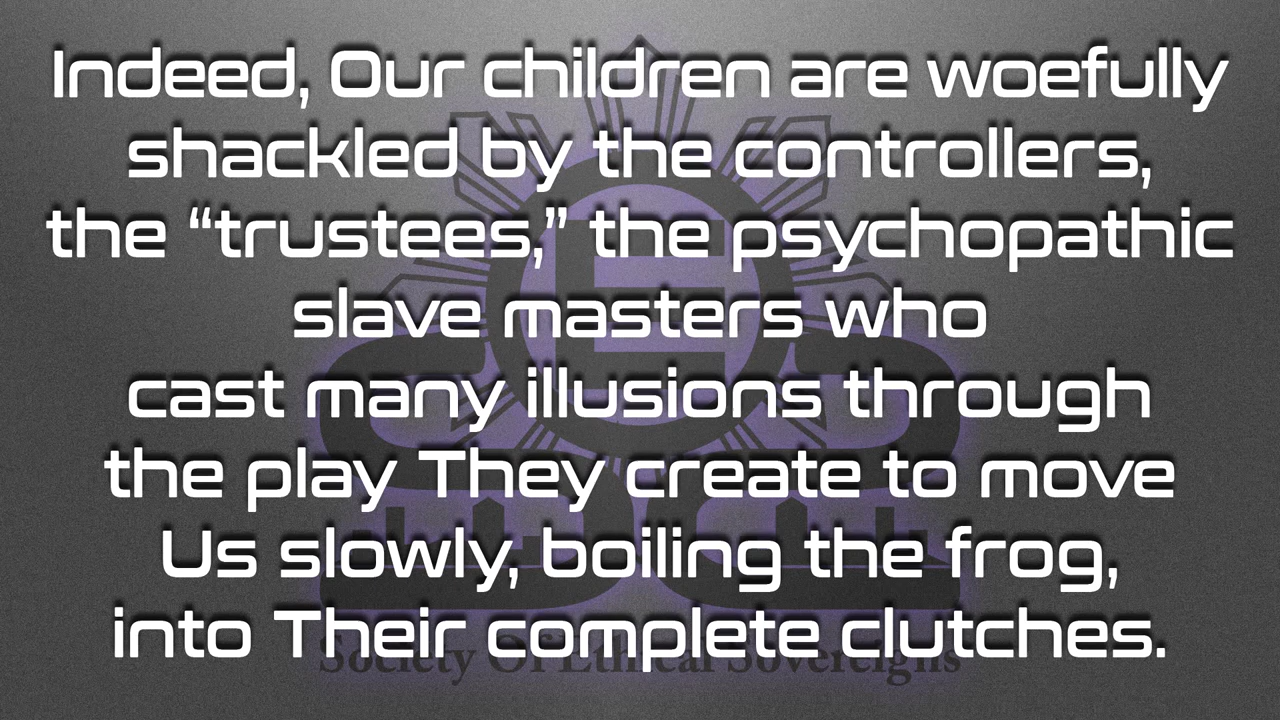 Indeed, Our children are woefully
shackled by the controllers,
the “trustees,” the psychopathic
slave masters who
cast many illusions through
the play They create to move
Us slowly, boiling the frog,
into Their complete clutches.
Society Of Ethical Sovereigns